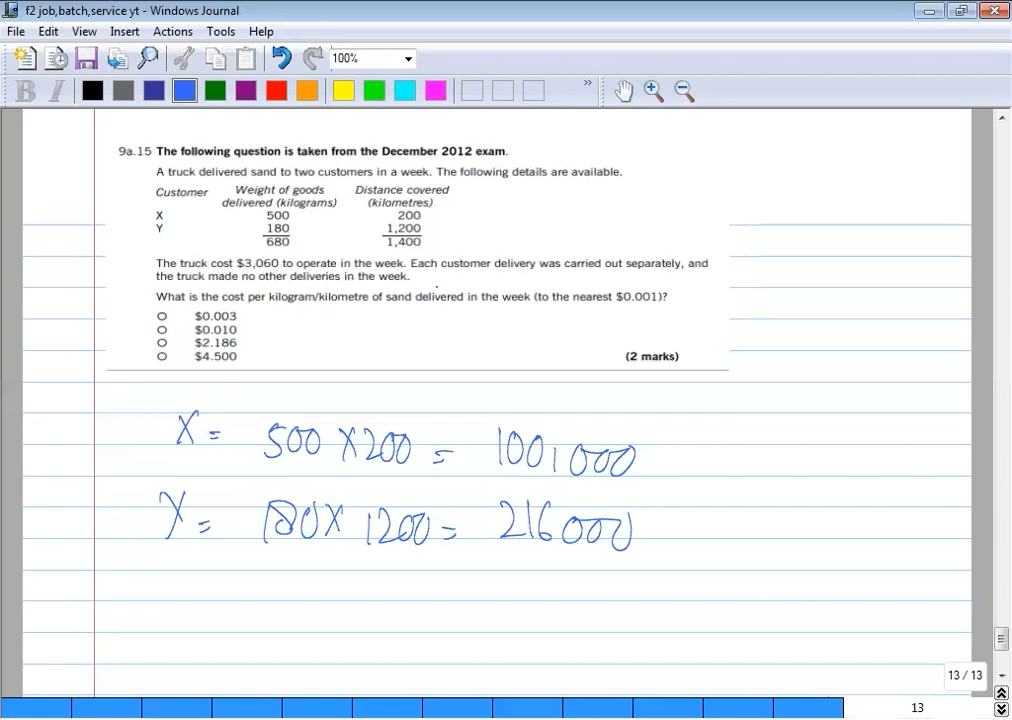 f2 job,batch,service yt - Windows Journal
File Edit View Insert Actions Tools Help
100%
B I
9a.15 The following question is taken from the December 2012 exam.
A truck delivered sand to two customers in a week. The following details are available.
Customer Weight of goods delivered (kilograms) Distance covered (kilometres)
X 500 200
Y 180 1,200
680 1,400
The truck cost $3,060 to operate in the week. Each customer delivery was carried out separately, and
the truck made no other deliveries in the week.
What is the cost per kilogram/kilometre of sand delivered in the week (to the nearest $0.001)?
O $0.003
O $0.010
O $2.186
O $4.500 (2 marks)
X = 500 X 200 = 100,000
Y = 180 X 1200 = 216000
13 / 13
13